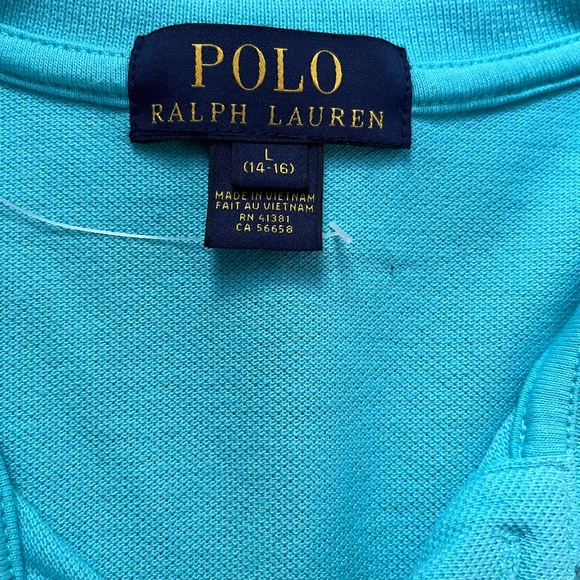 POLO
RALPH LAUREN
L
(14-16)
MADE IN VIETNAM
FAIT AU VIETNAM
RN 41381
CA 56658